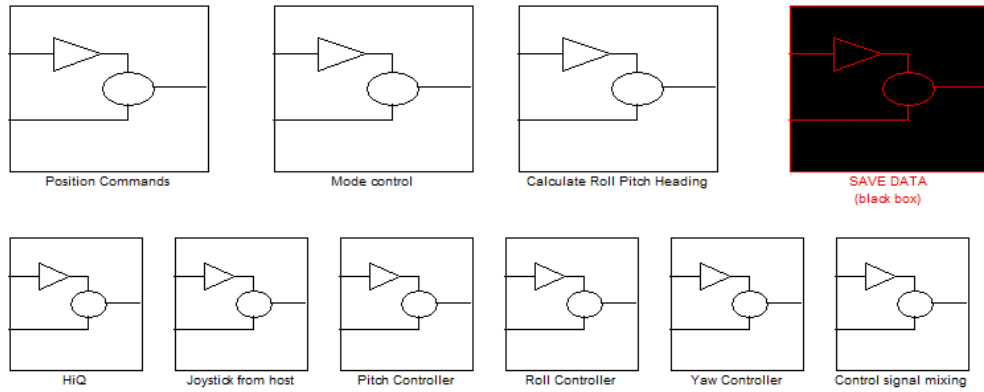 Position Commands
Mode control
Calculate Roll Pitch Heading
SAVE DATA
(black box)
HiQ
Joystick from host
Pitch Controller
Roll Controller
Yaw Controller
Control signal mixing